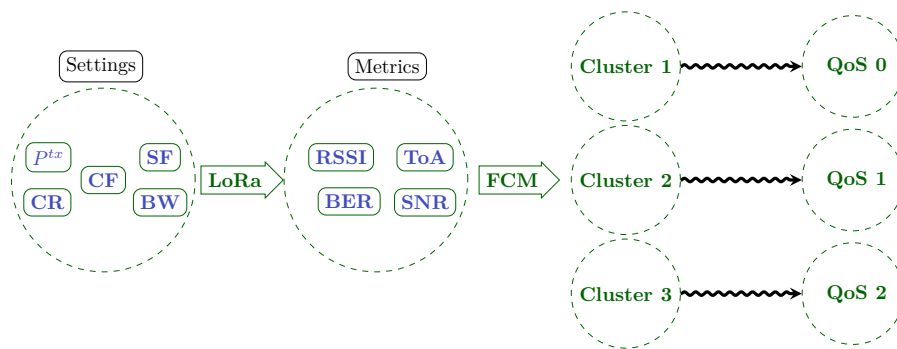 Settings
Metrics
P^{tx}
SF
CF
CR
BW
LoRa
RSSI
ToA
BER
SNR
FCM
Cluster 1
QoS 0
Cluster 2
QoS 1
Cluster 3
QoS 2